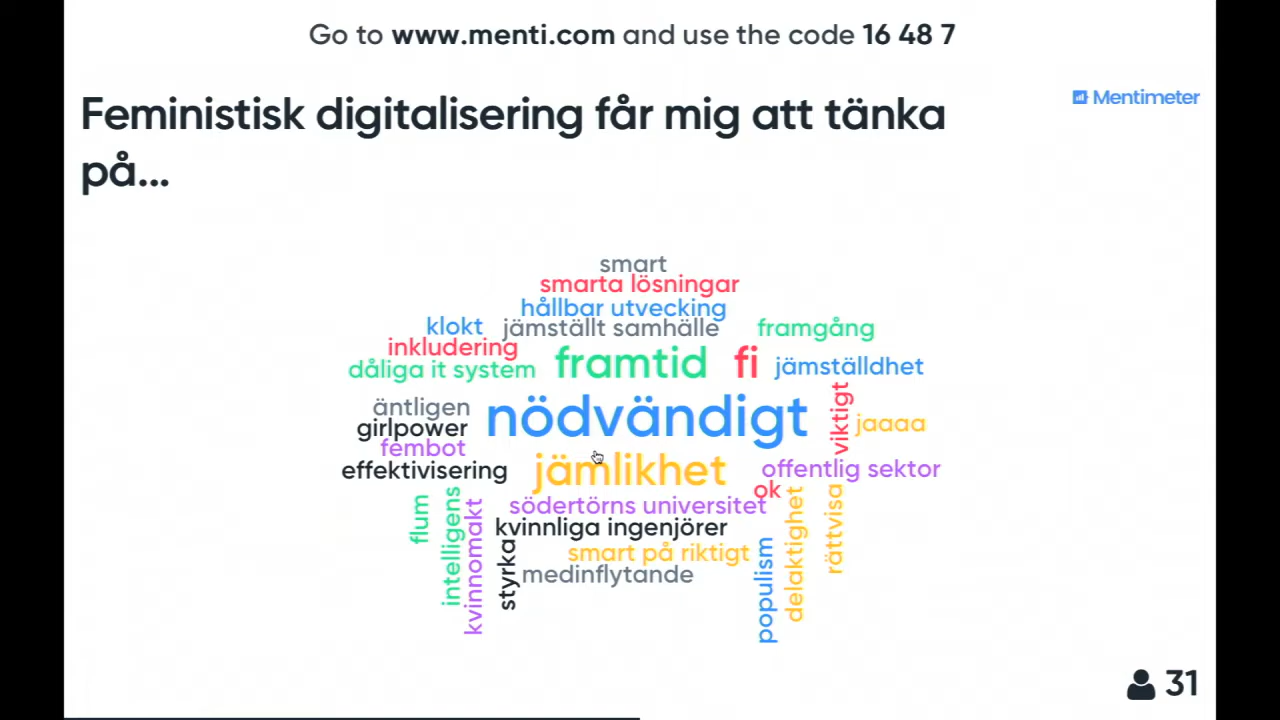 Go to www.menti.com and use the code 16 48 7
Mentimeter
Feministisk digitalisering får mig att tänka
på...
smart
smarta lösningar
hållbar utvecking
klokt
jämställt samhälle
framgång
inkludering
framtid
fi
jämställdhet
dåliga it system
äntligen
nödvändigt
viktigt
jaaaa
girlpower
fembot
effektivisering
jämlikhet
offentlig sektor
ok
södertörns universitet
flum
intelligens
kvinnomakt
styrka
kvinnliga ingenjörer
smart på riktigt
medinflytande
populism
delaktighet
rättvisa
31